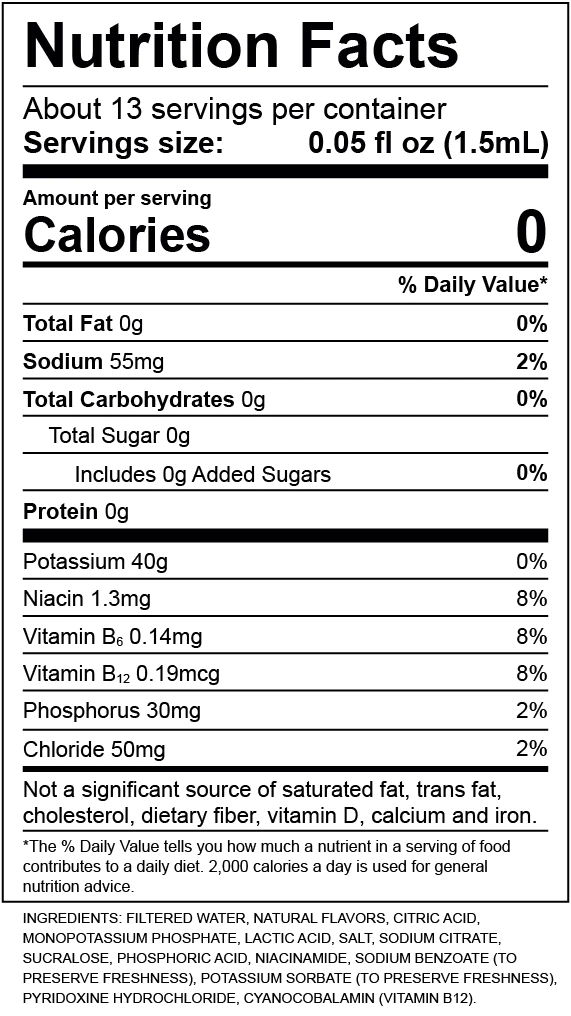 Nutrition Facts
About 13 servings per container
Servings size: 0.05 fl oz (1.5mL)
Amount per serving
Calories 0
% Daily Value*
Total Fat 0g 0%
Sodium 55mg 2%
Total Carbohydrates 0g 0%
Total Sugar 0g
Includes 0g Added Sugars 0%
Protein 0g
Potassium 40g 0%
Niacin 1.3mg 8%
Vitamin B₆ 0.14mg 8%
Vitamin B₁₂ 0.19mcg 8%
Phosphorus 30mg 2%
Chloride 50mg 2%
Not a significant source of saturated fat, trans fat,
cholesterol, dietary fiber, vitamin D, calcium and iron.
*The % Daily Value tells you how much a nutrient in a serving of food
contributes to a daily diet. 2,000 calories a day is used for general
nutrition advice.
INGREDIENTS: FILTERED WATER, NATURAL FLAVORS, CITRIC ACID,
MONOPOTASSIUM PHOSPHATE, LACTIC ACID, SALT, SODIUM CITRATE,
SUCRALOSE, PHOSPHORIC ACID, NIACINAMIDE, SODIUM BENZOATE (TO
PRESERVE FRESHNESS), POTASSIUM SORBATE (TO PRESERVE FRESHNESS),
PYRIDOXINE HYDROCHLORIDE, CYANOCOBALAMIN (VITAMIN B12).